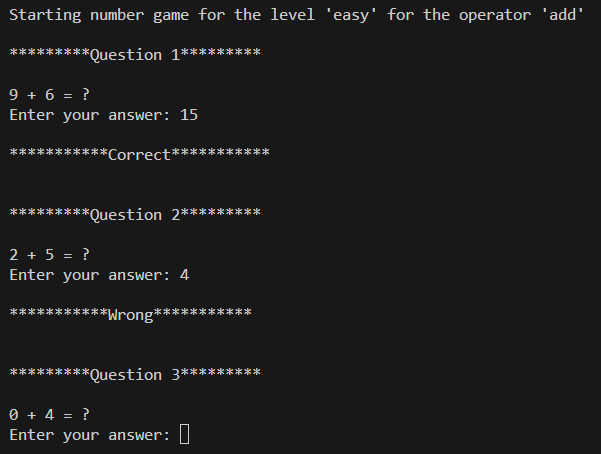 Starting number game for the level 'easy' for the operator 'add'
*********Question 1*********
9 + 6 = ?
Enter your answer: 15
***********Correct***********
*********Question 2*********
2 + 5 = ?
Enter your answer: 4
***********Wrong***********
*********Question 3*********
0 + 4 = ?
Enter your answer: